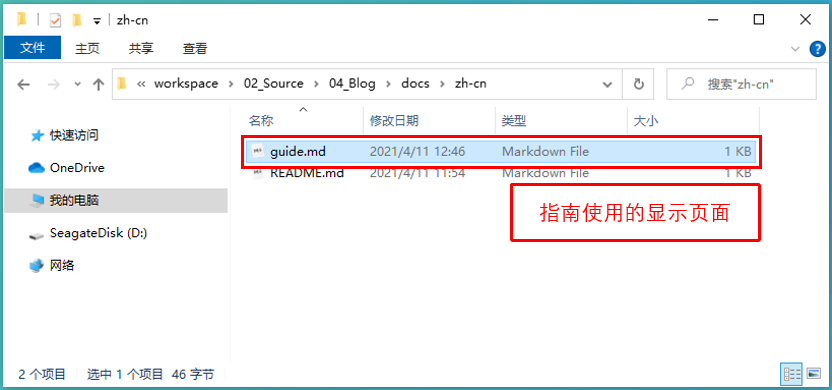 zh-cn
文件 主页 共享 查看
« workspace › 02_Source › 04_Blog › docs › zh-cn 搜索"zh-cn"
名称 修改日期 类型 大小
快速访问
guide.md 2021/4/11 12:46 Markdown File 1 KB
OneDrive
README.md 2021/4/11 11:54 Markdown File 1 KB
我的电脑
指南使用的显示页面
SeagateDisk (D:)
网络
2 个项目 选中 1 个项目 46 字节